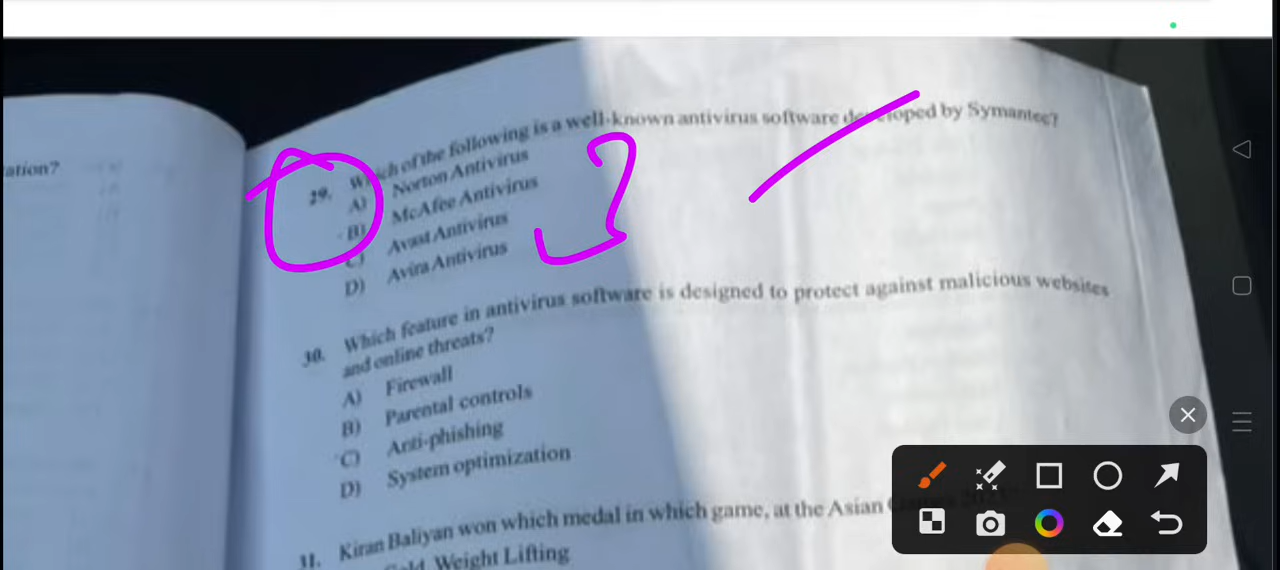 ation?
29. Which of the following is a well-known antivirus software developed by Symantec?
A) Norton Antivirus
B) McAfee Antivirus
C) Avast Antivirus
D) Avira Antivirus
30. Which feature in antivirus software is designed to protect against malicious websites
and online threats?
A) Firewall
B) Parental controls
C) Anti-phishing
D) System optimization
31. Kiran Baliyan won which medal in which game, at the Asian
Weight Lifting